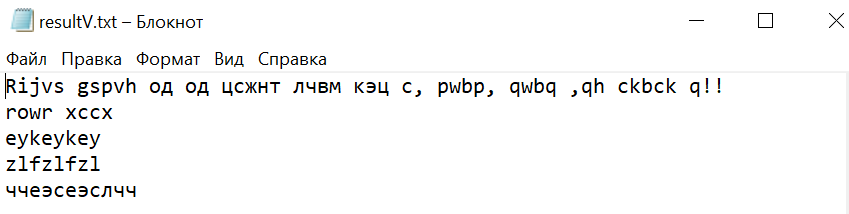 resultV.txt – Блокнот
Файл Правка Формат Вид Справка
Rijvs gspvh од од цсжнт лчвм кэц с, pwbp, qwbq ,qh ckbck q!!
rowr xccx
eykeykey
zlfzlfzl
ччеэсеэслчч